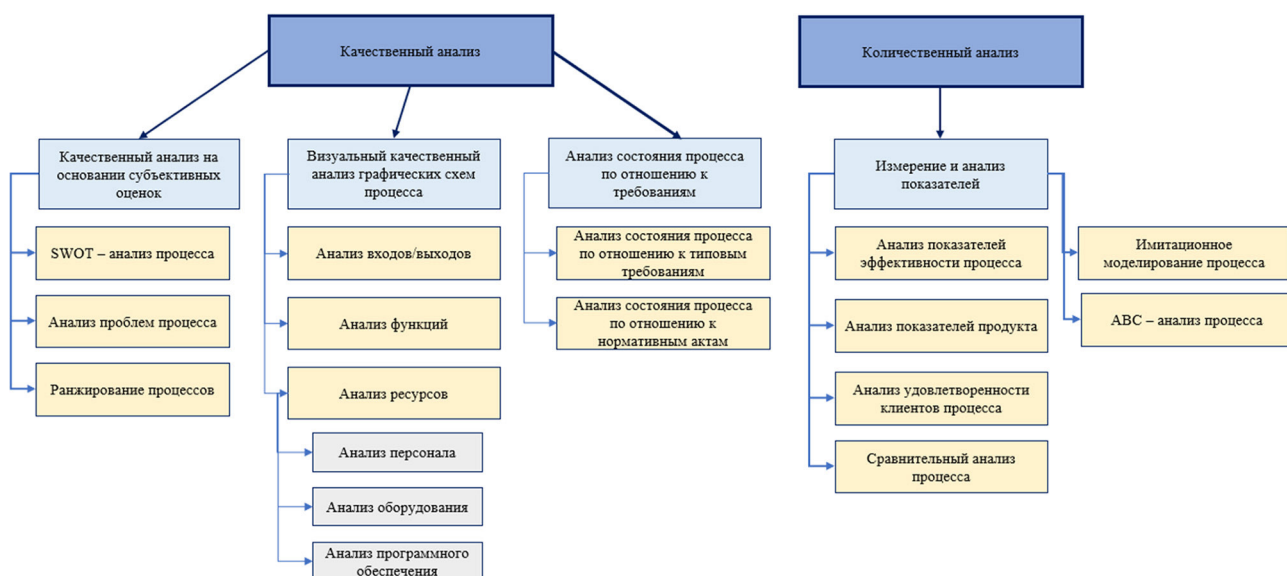 Качественный анализ
Количественный анализ
Качественный анализ на
основании субъективных
оценок
Визуальный качественный
анализ графических схем
процесса
Анализ состояния процесса
по отношению к
требованиям
Измерение и анализ
показателей
SWOT – анализ процесса
Анализ проблем процесса
Ранжирование процессов
Анализ входов/выходов
Анализ функций
Анализ ресурсов
Анализ персонала
Анализ оборудования
Анализ программного
обеспечения
Анализ состояния процесса
по отношению к типовым
требованиям
Анализ состояния процесса
по отношению к
нормативным актам
Анализ показателей
эффективности процесса
Анализ показателей продукта
Анализ удовлетворенности
клиентов процесса
Сравнительный анализ
процесса
Имитационное
моделирование процесса
ABC – анализ процесса